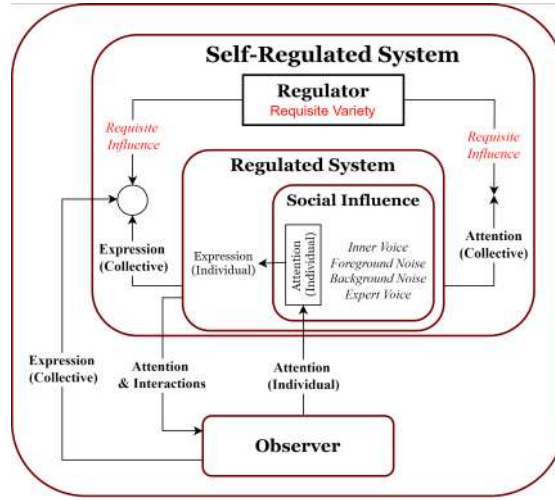 Self-Regulated System
Regulator
Requisite Variety
Requisite
Influence
Requisite
Influence
Regulated System
Social Influence
Expression
(Collective)
Expression
(Individual)
Attention
(Individual)
Inner Voice
Foreground Noise
Background Noise
Expert Voice
Attention
(Collective)
Expression
(Collective)
Attention
& Interactions
Attention
(Individual)
Observer